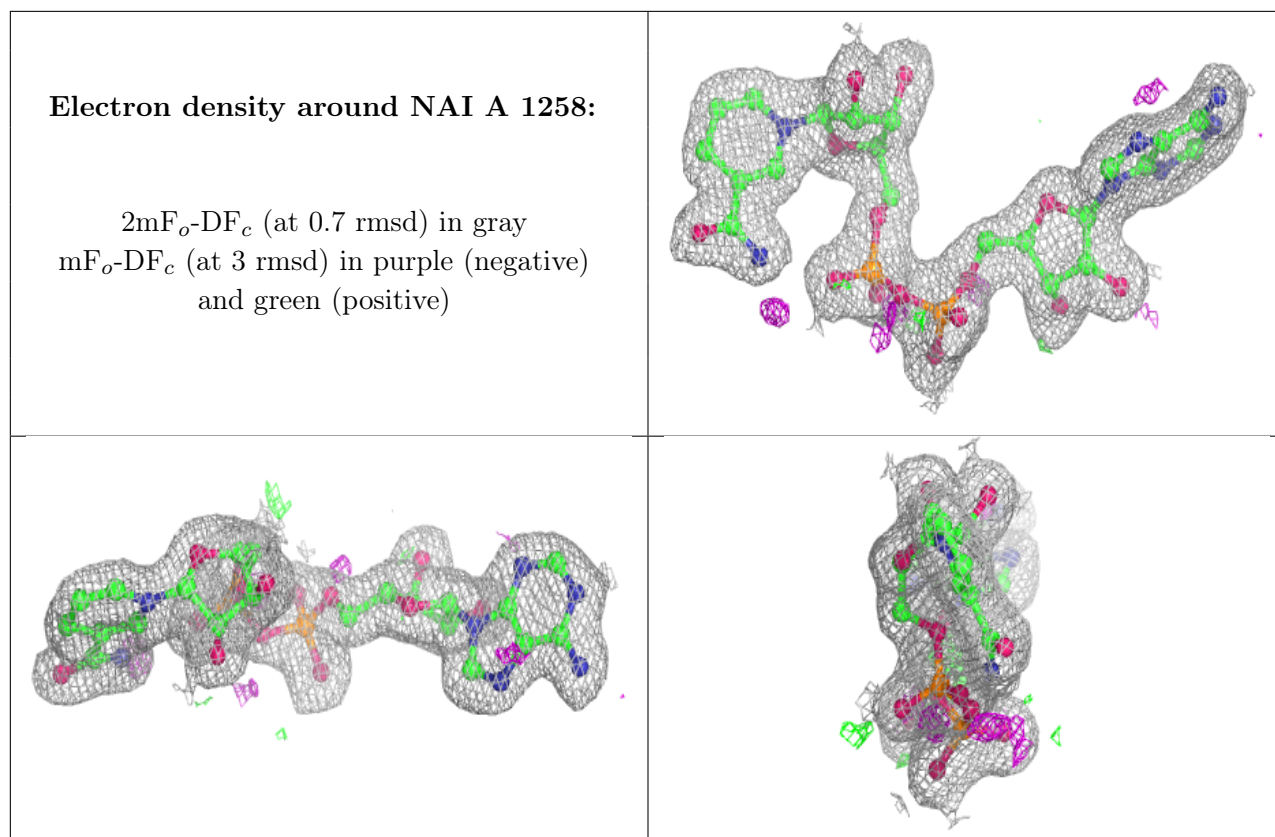 Electron density around NAI A 1258:
2mFo-DFc (at 0.7 rmsd) in gray
mFo-DFc (at 3 rmsd) in purple (negative)
and green (positive)